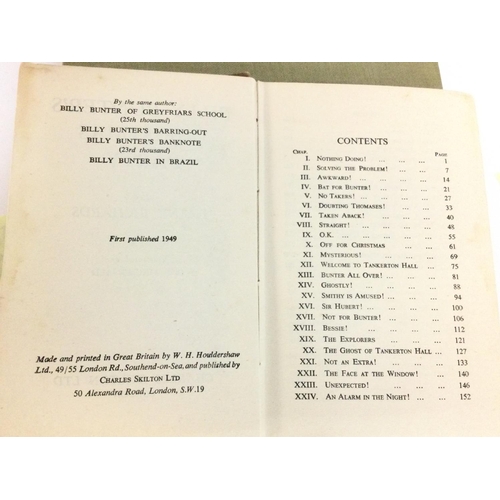 By the same author:
BILLY BUNTER OF GREYFRIARS SCHOOL
(25th thousand)
BILLY BUNTER'S BARRING-OUT
BILLY BUNTER'S BANKNOTE
(23rd thousand)
BILLY BUNTER IN BRAZIL
First published 1949
Made and printed in Great Britain by W. H. Houldershaw
Ltd., 49/55 London Rd., Southend-on-Sea, and published by
CHARLES SKILTON LTD
50 Alexandra Road, London, S.W.19
CONTENTS
CHAP. PAGE
I. NOTHING DOING! ... ... ... 1
II. SOLVING THE PROBLEM! ... ... 7
III. AWKWARD! ... ... ... ... 14
IV. BAT FOR BUNTER! ... ... ... 21
V. NO TAKERS! ... ... ... ... 27
VI. DOUBTING THOMASES! ... ... 33
VII. TAKEN ABACK! ... ... ... 40
VIII. STRAIGHT! ... ... ... ... 48
IX. O.K. ... ... ... ... ... 55
X. OFF FOR CHRISTMAS ... ... 61
XI. MYSTERIOUS! ... ... ... ... 69
XII. WELCOME TO TANKERTON HALL ... 75
XIII. BUNTER ALL OVER! ... ... ... 81
XIV. GHOSTLY! ... ... ... ... 88
XV. SMITHY IS AMUSED! ... ... ... 94
XVI. SIR HUBERT! ... ... ... ... 100
XVII. NOT FOR BUNTER! ... ... ... 106
XVIII. BESSIE! ... ... ... ... 112
XIX. THE EXPLORERS ... ... ... 121
XX. THE GHOST OF TANKERTON HALL ... 127
XXI. NOT AN EXTRA! ... ... ... 133
XXII. THE FACE AT THE WINDOW! ... 140
XXIII. UNEXPECTED! ... ... ... 146
XXIV. AN ALARM IN THE NIGHT! ... ... 152